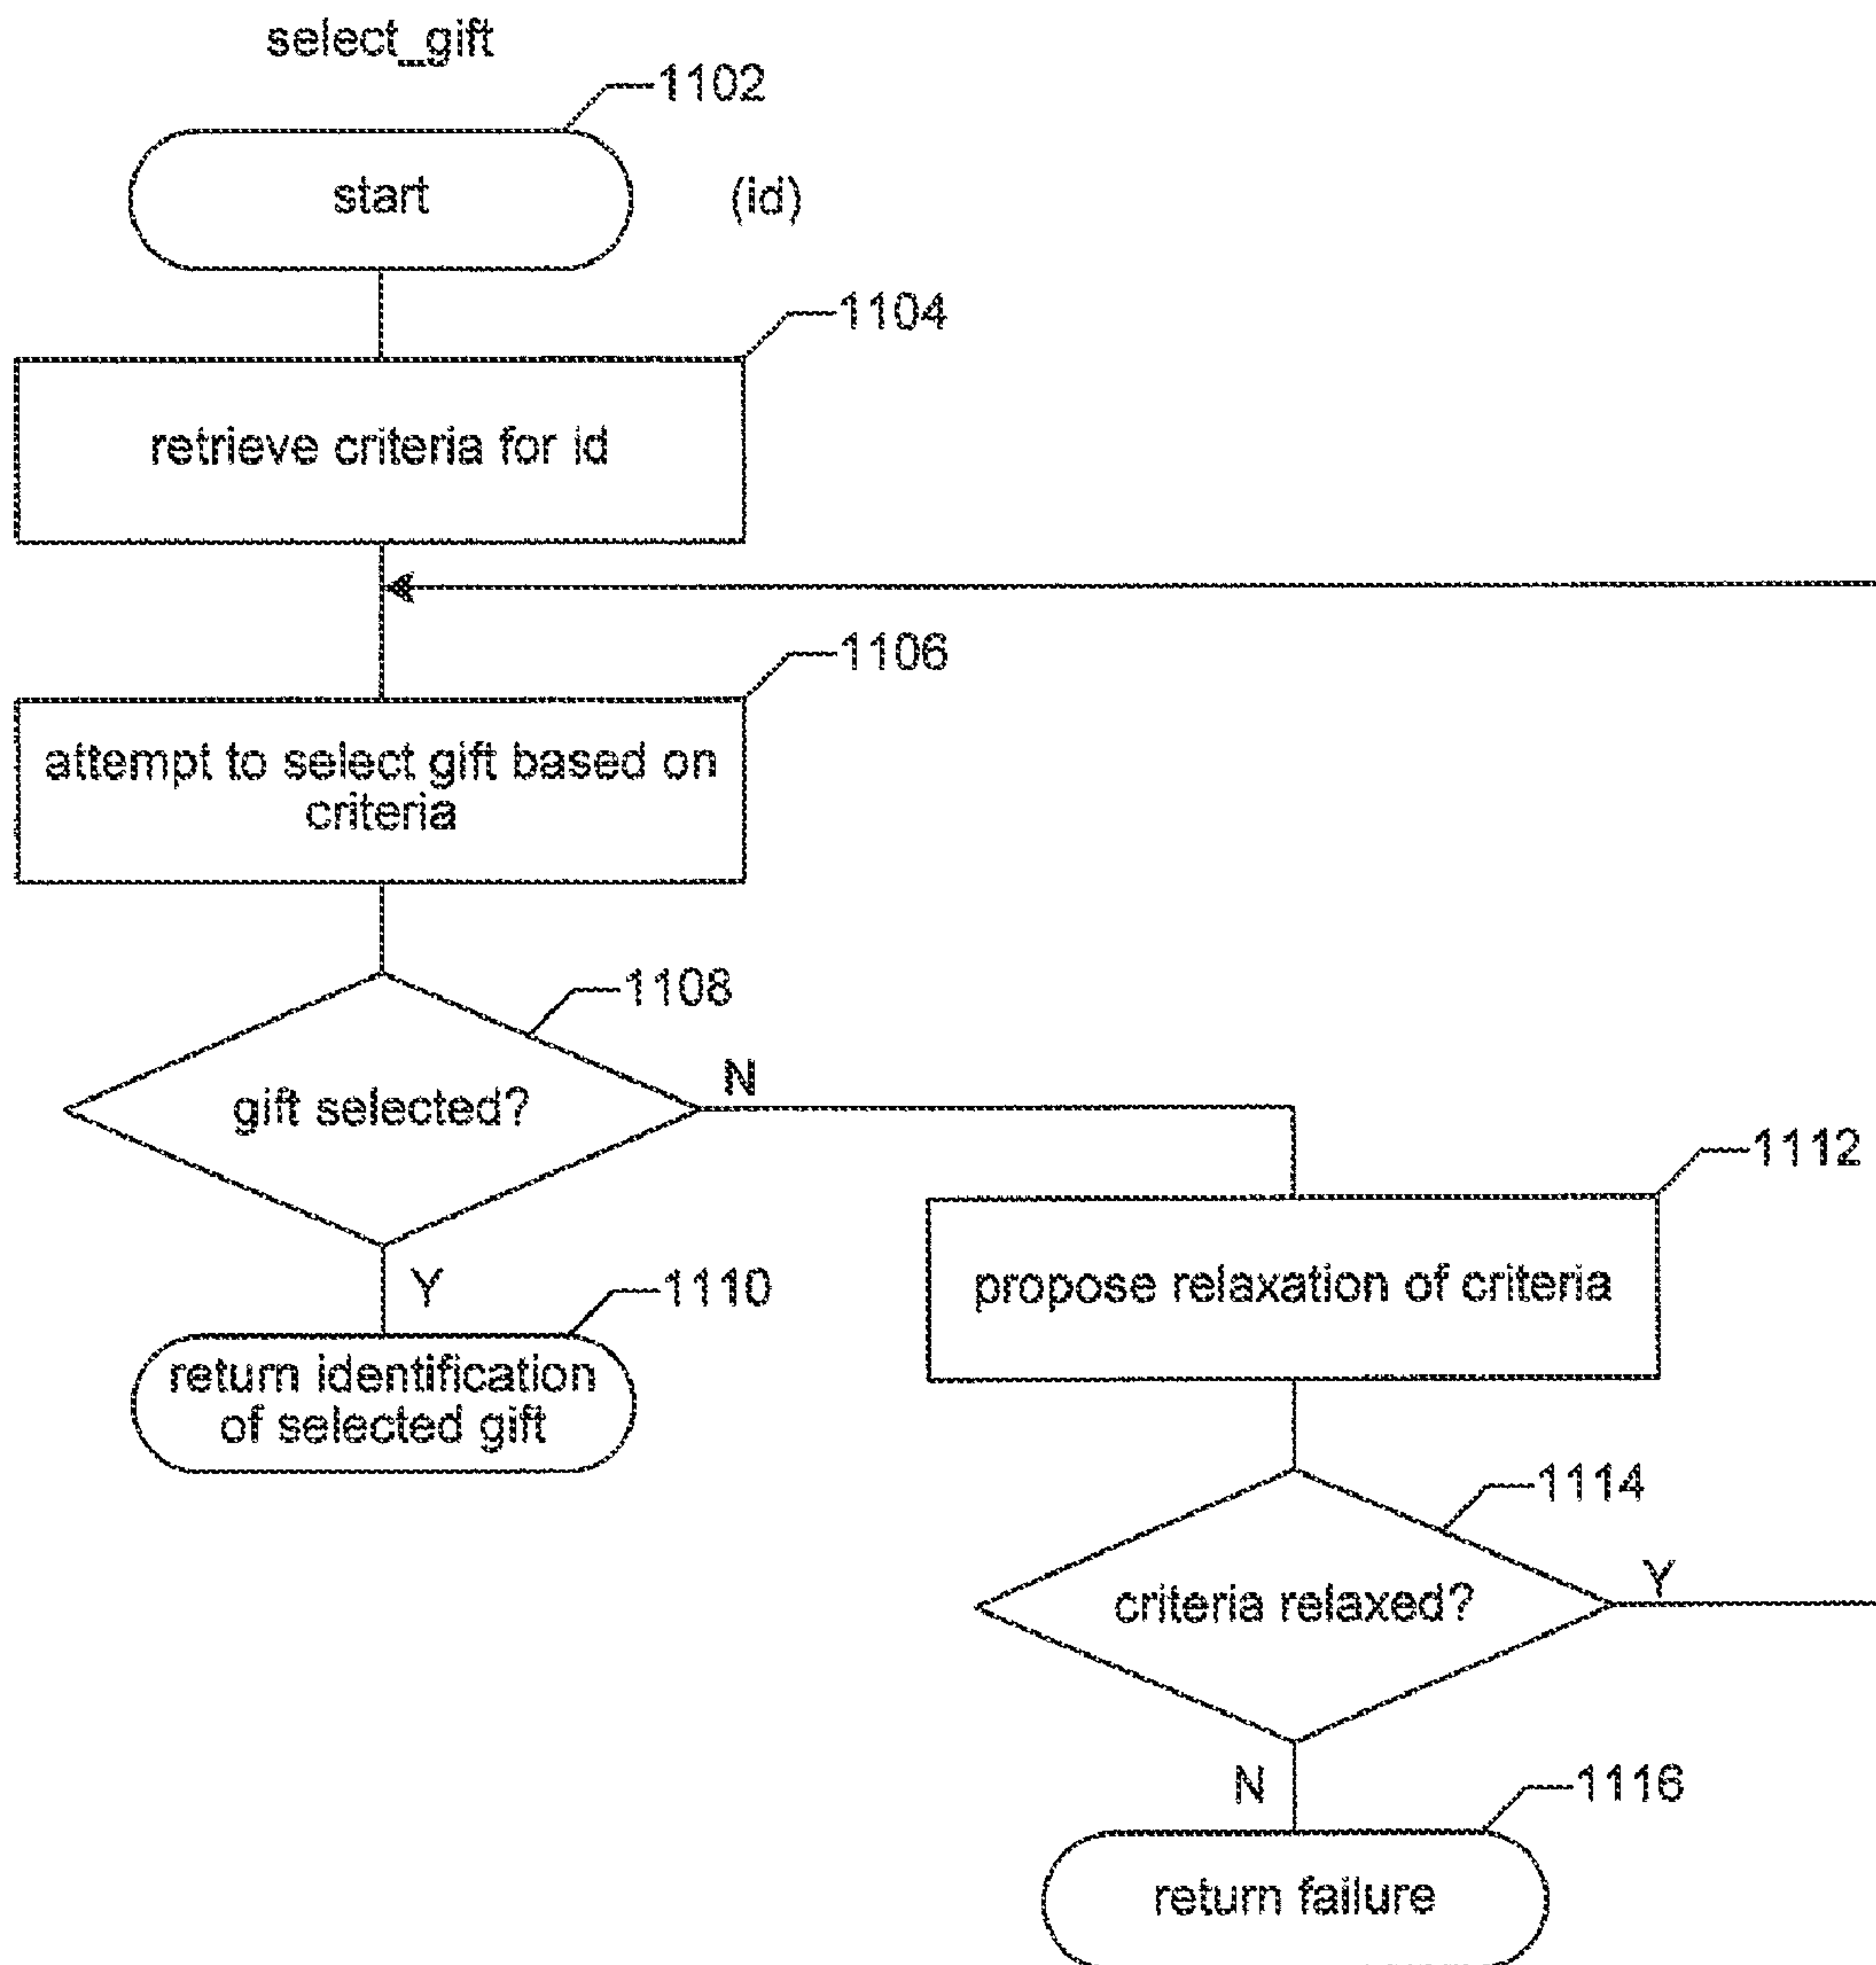 select_gift
1102
start
(id)
1104
retrieve criteria for id
1106
attempt to select gift based on
criteria
1108
gift selected?
N
1112
propose relaxation of criteria
Y
1110
return identification
of selected gift
1114
criteria relaxed?
Y
N
1116
return failure